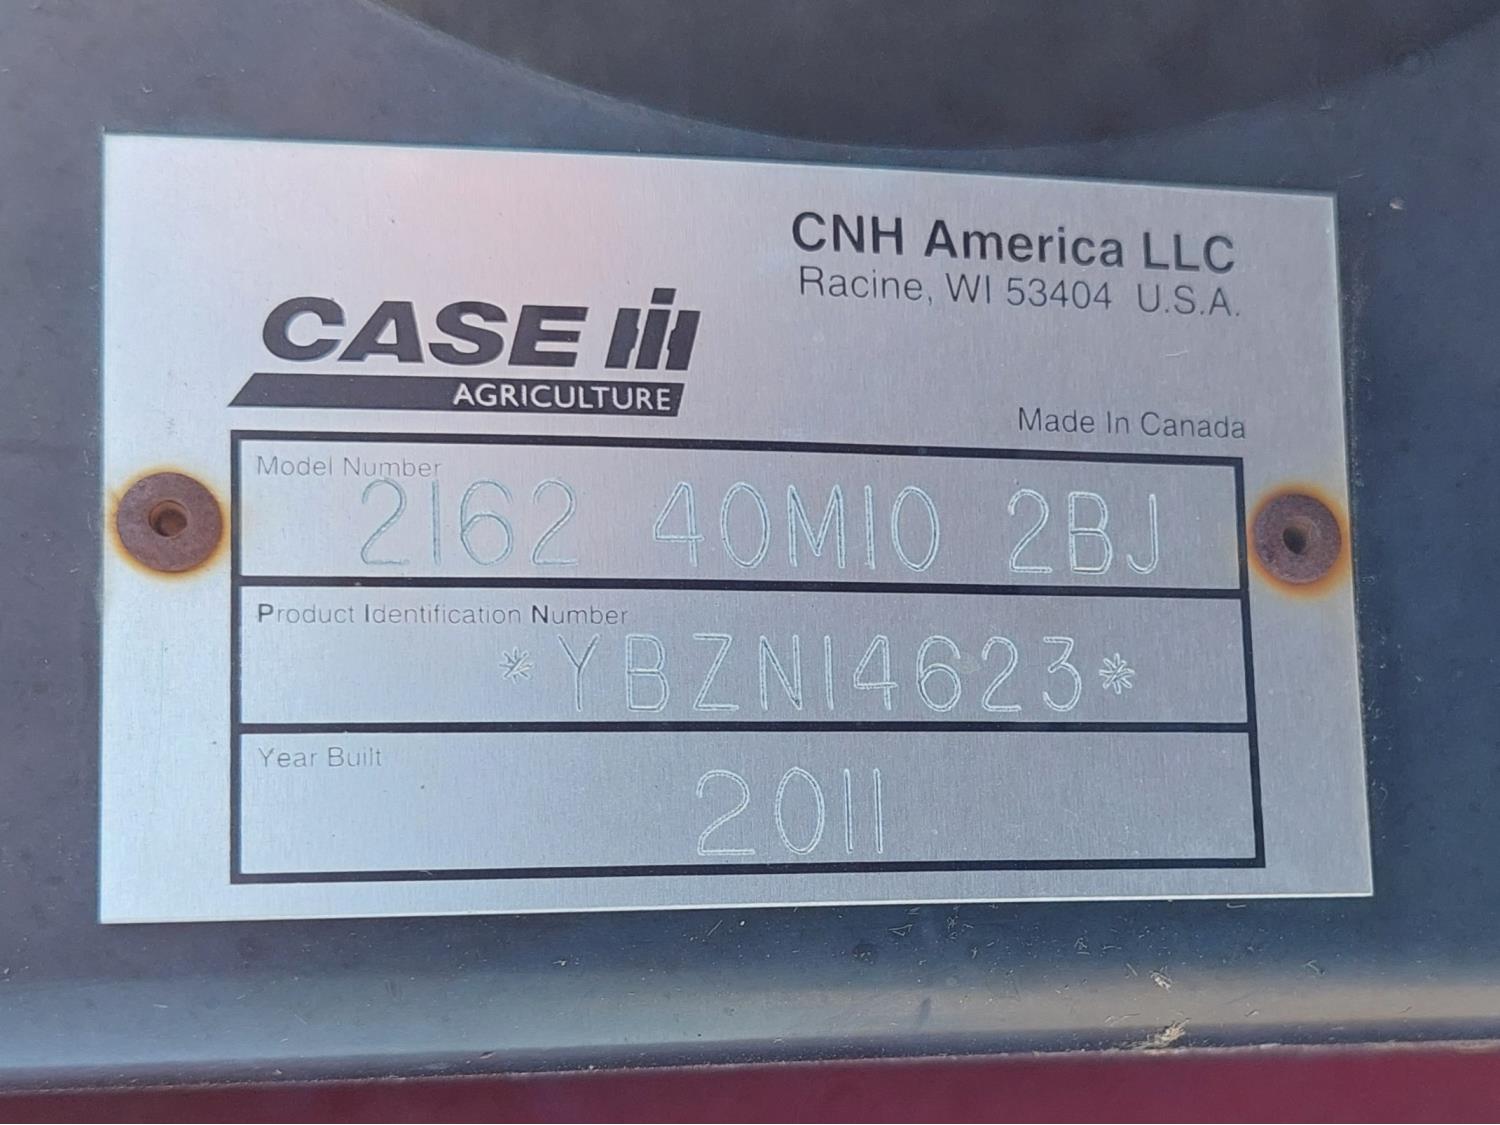 CNH America LLC
Racine, WI 53404 U.S.A.
CASE IH
AGRICULTURE
Made In Canada
Model Number
2162 40M10 2BJ
Product Identification Number
*YBZN14623*
Year Built
2011